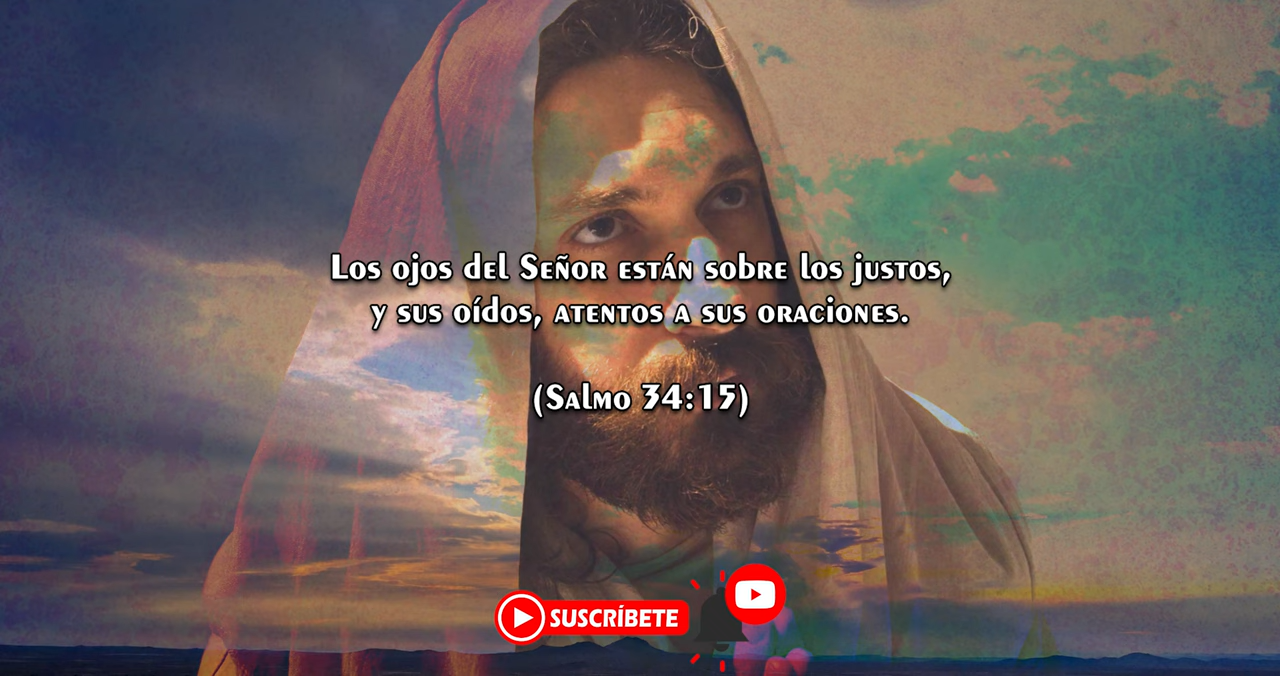 Los ojos del Señor están sobre los justos,
y sus oídos, atentos a sus oraciones.
(Salmo 34:15)
SUSCRÍBETE